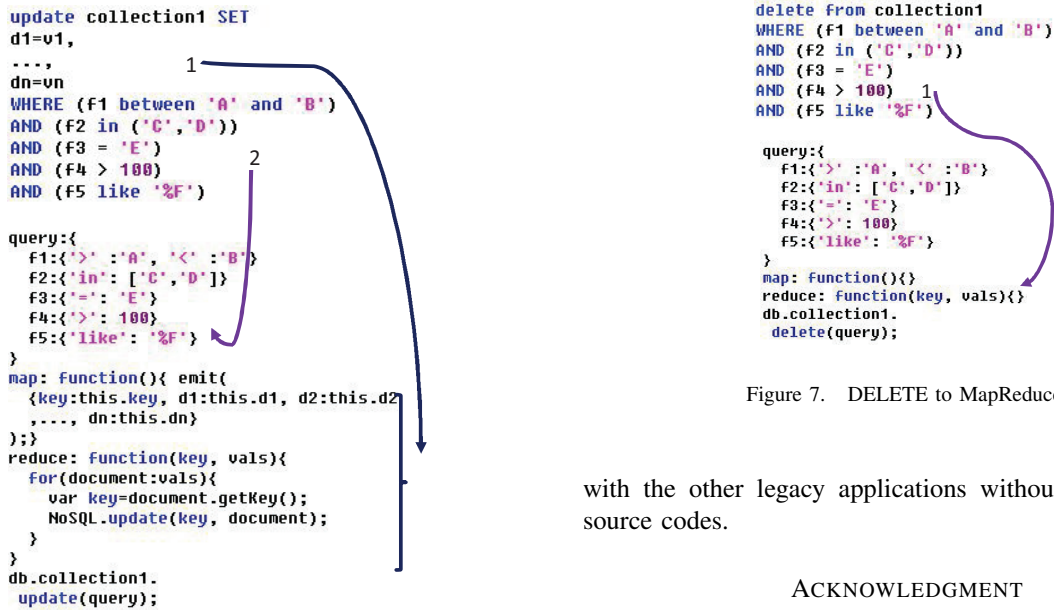 update collection1 SET
d1=v1,
...,
dn=vn
WHERE (f1 between 'A' and 'B')
AND (f2 in ('C','D'))
AND (f3 = 'E')
AND (f4 > 100)
AND (f5 like '%F')
1
2
query:{
f1:{'>' :'A', '<' :'B'}
f2:{'in': ['C','D']}
f3:{'=': 'E'}
f4:{'>': 100}
f5:{'like': '%F'}
}
map: function(){ emit(
{key:this.key, d1:this.d1, d2:this.d2
,..., dn:this.dn}
);}
reduce: function(key, vals){
for(document:vals){
var key=document.getKey();
NoSQL.update(key, document);
}
}
db.collection1.
update(query);
delete from collection1
WHERE (f1 between 'A' and 'B')
AND (f2 in ('C','D'))
AND (f3 = 'E')
AND (f4 > 100)
AND (f5 like '%F')
1
query:{
f1:{'>' :'A', '<' :'B'}
f2:{'in': ['C','D']}
f3:{'=': 'E'}
f4:{'>': 100}
f5:{'like': '%F'}
}
map: function(){}
reduce: function(key, vals){}
db.collection1.
delete(query);
Figure 7. DELETE to MapReduce
with the other legacy applications withou
source codes.
ACKNOWLEDGMENT